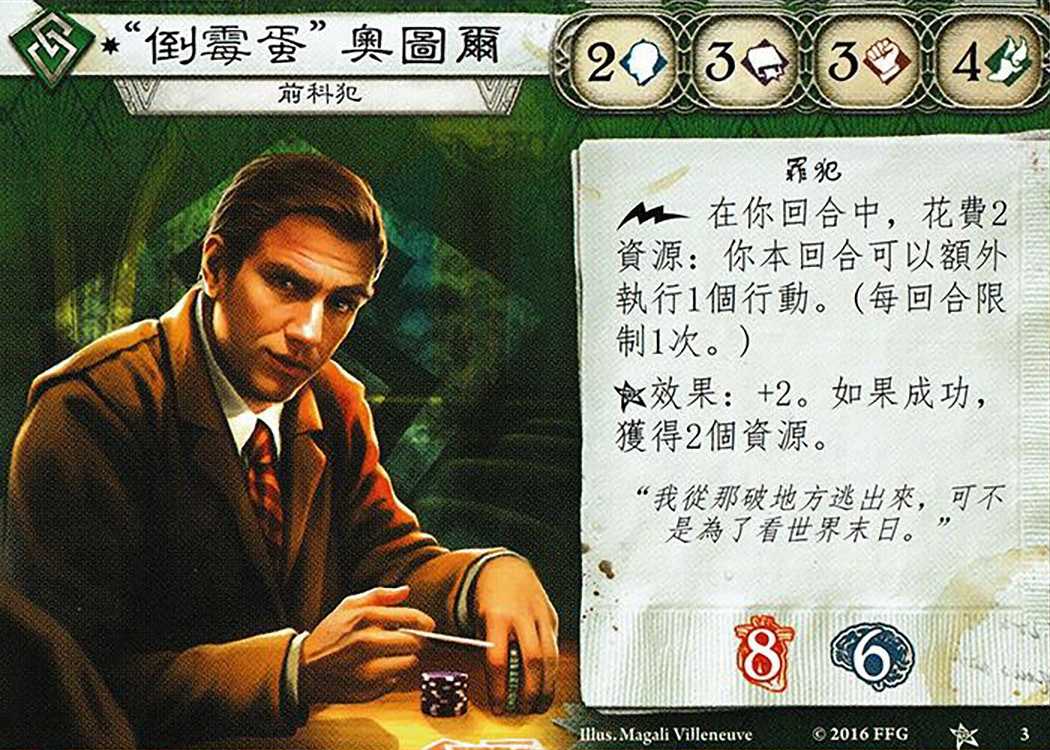 “倒霉蛋”奧圖爾
前科犯
2 3 3 4
罪犯
在你回合中，花費2
資源：你本回合可以額外
執行1個行動。(每回合限
制1次。)
效果：+2。如果成功，
獲得2個資源。
“我從那破地方逃出來，可不
是為了看世界末日。”
8 6
Illus. Magali Villeneuve © 2016 FFG 3